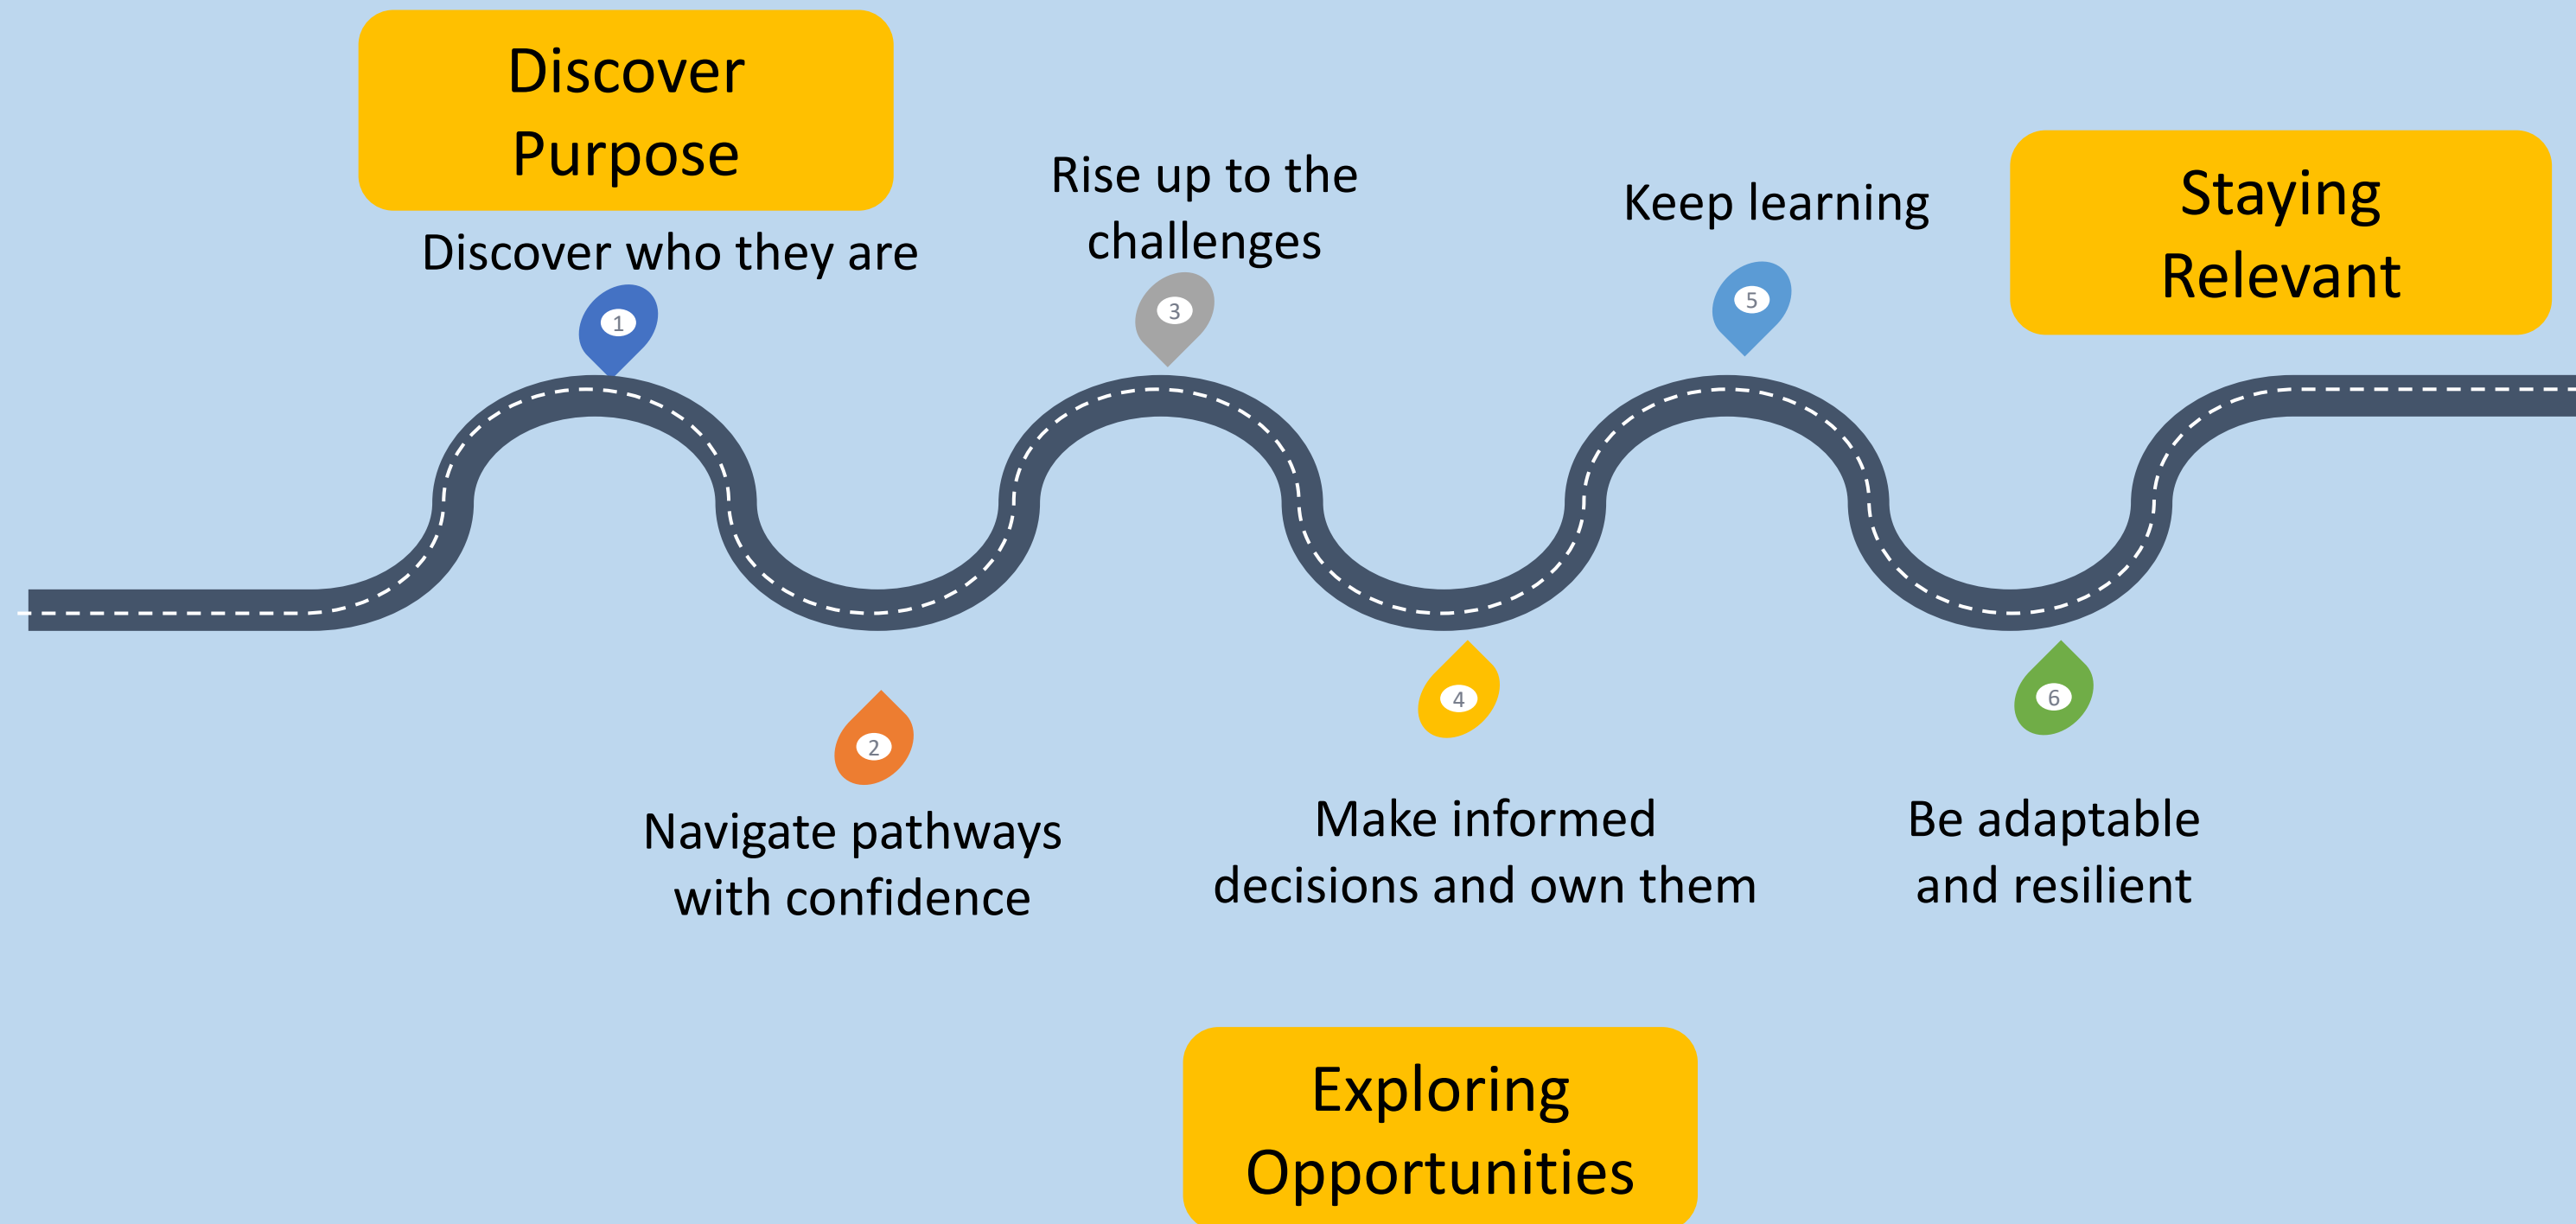 Discover
Purpose
Discover who they are
1
Rise up to the
challenges
3
Keep learning
5
Staying
Relevant
2
Navigate pathways
with confidence
4
Make informed
decisions and own them
6
Be adaptable
and resilient
Exploring
Opportunities